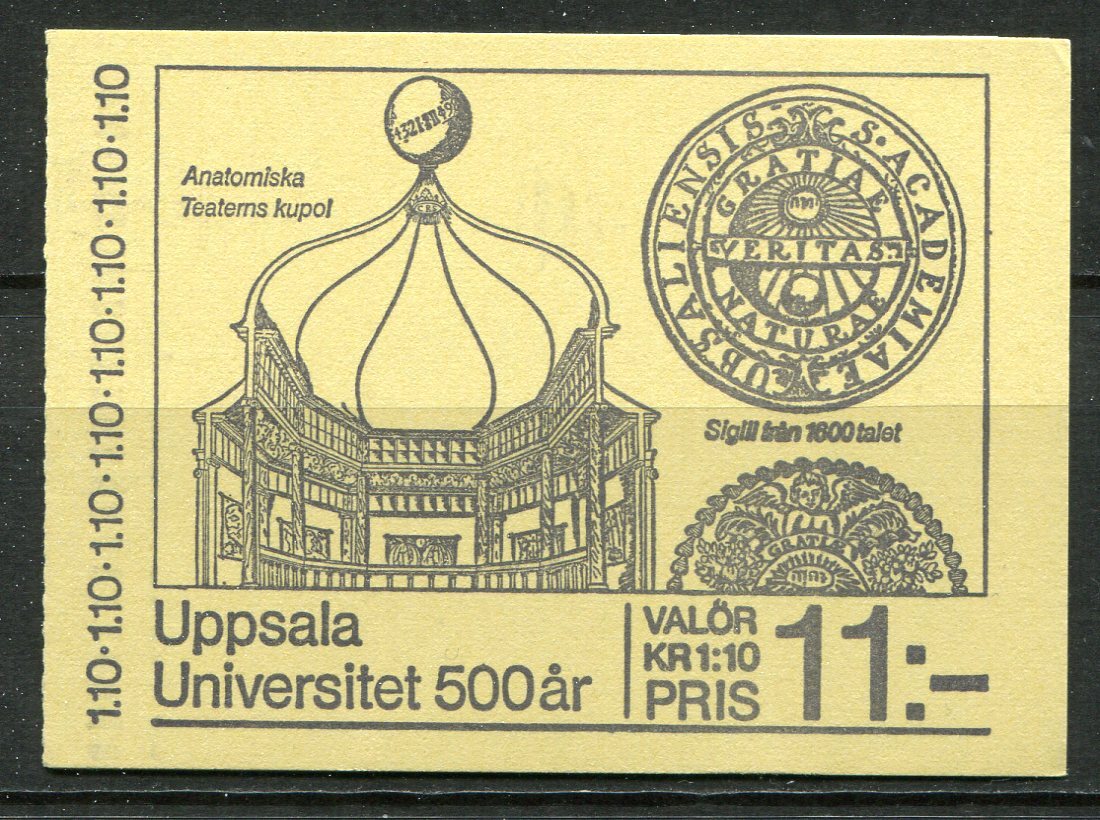 1.10·1.10·1.10·1.10·1.10·1.10·1.10·1.10·1.10·1.10
Anatomiska
Teaterns kupol
S·ACADEMIAE UBSALIENSIS
GRATIAE
VERITAS
NATURAE
Sigill från 1600 talet
GRATIAE
Uppsala
Universitet 500 år
VALÖR
KR 1:10
PRIS
11:-